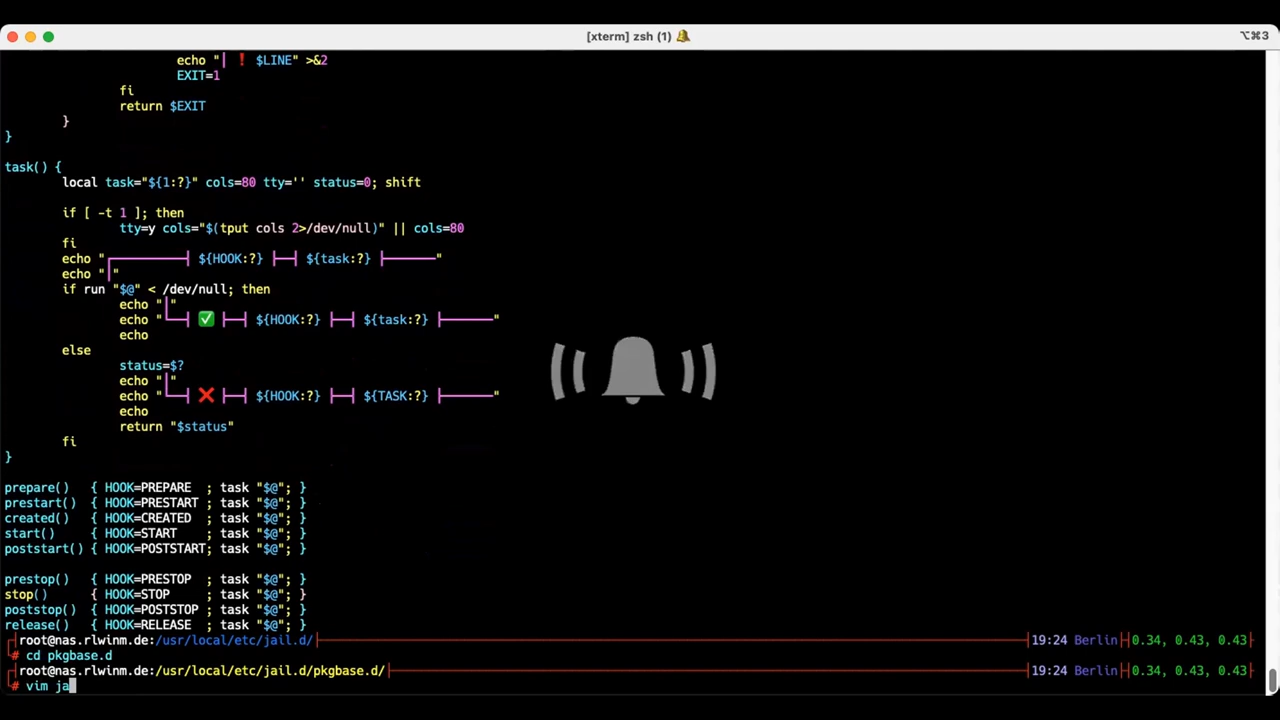 [xterm] zsh (1) 🔔
⌥⌘3
echo "│ ❗ $LINE" >&2
EXIT=1
fi
return $EXIT
}
}
task() {
local task="${1:?}" cols=80 tty='' status=0; shift
if [ -t 1 ]; then
tty=y cols="$(tput cols 2>/dev/null)" || cols=80
fi
echo "┌──────────┤ ${HOOK:?} ├──┤ ${task:?} ├───────"
echo "│"
if run "$@" < /dev/null; then
echo "│"
echo "└──┤ ✅ ├──┤ ${HOOK:?} ├──┤ ${task:?} ├───────"
echo
else
status=$?
echo "│"
echo "└──┤ ❌ ├──┤ ${HOOK:?} ├──┤ ${TASK:?} ├───────"
echo
return "$status"
fi
}
prepare() { HOOK=PREPARE ; task "$@"; }
prestart() { HOOK=PRESTART ; task "$@"; }
created() { HOOK=CREATED ; task "$@"; }
start() { HOOK=START ; task "$@"; }
poststart() { HOOK=POSTSTART; task "$@"; }
prestop() { HOOK=PRESTOP ; task "$@"; }
stop() { HOOK=STOP ; task "$@"; }
poststop() { HOOK=POSTSTOP ; task "$@"; }
release() { HOOK=RELEASE ; task "$@"; }
root@nas.rlwinm.de:/usr/local/etc/jail.d/ 19:24 Berlin 0.34, 0.43, 0.43
# cd pkgbase.d
root@nas.rlwinm.de:/usr/local/etc/jail.d/pkgbase.d/ 19:24 Berlin 0.34, 0.43, 0.43
# vim ja